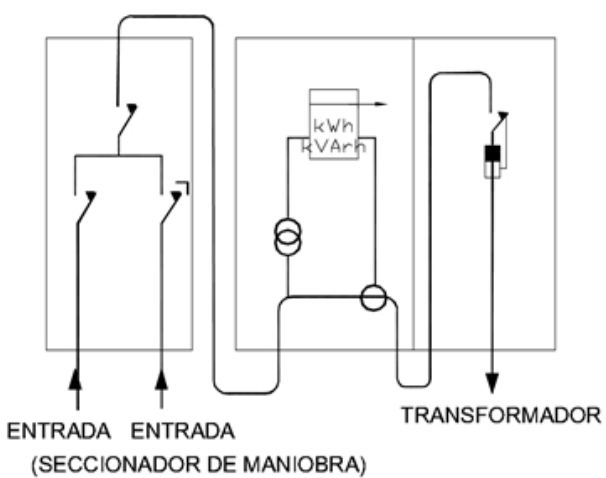 kWh
kVArh
ENTRADA ENTRADA
TRANSFORMADOR
(SECCIONADOR DE MANIOBRA)